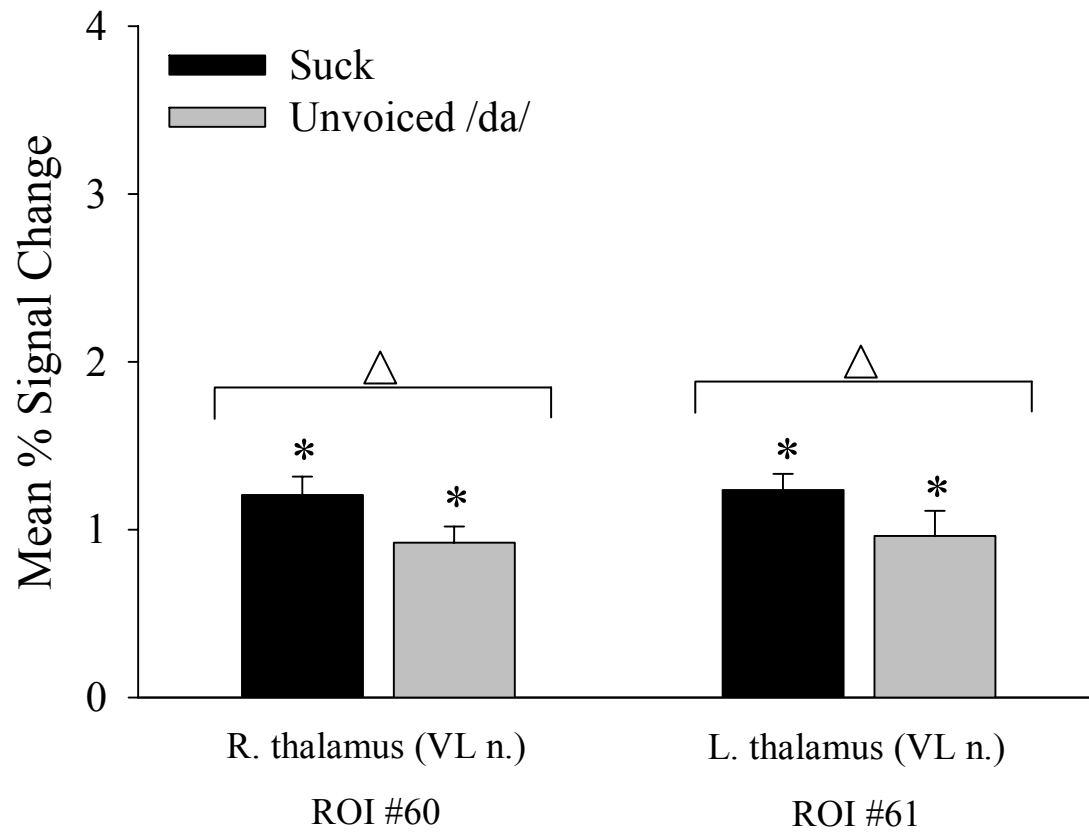 4
3
2
1
0
Mean % Signal Change
Suck
Unvoiced /da/
△
△
*
*
*
*
R. thalamus (VL n.)
L. thalamus (VL n.)
ROI #60
ROI #61